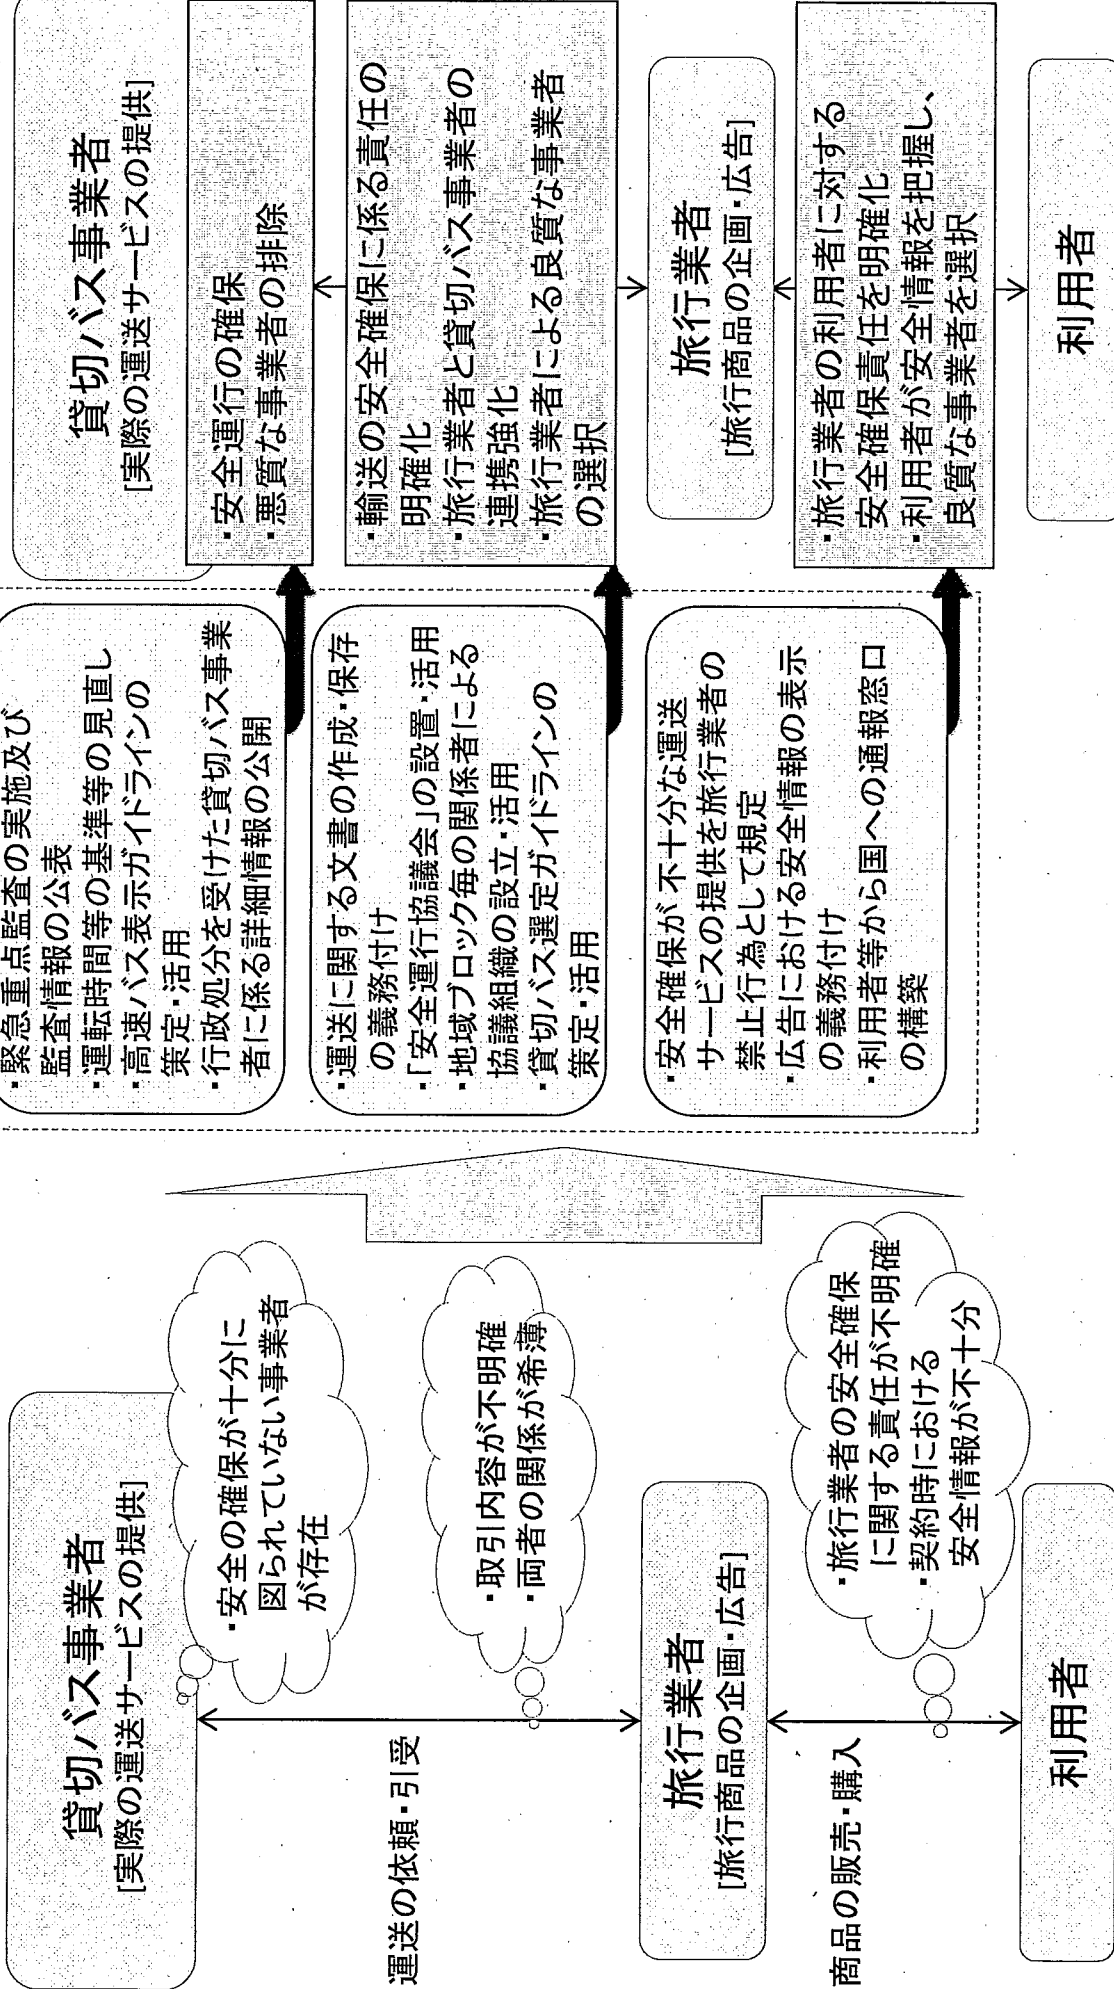 貸切バス事業者
[実際の運送サービスの提供]
・安全の確保が十分に
図られていない事業者
が存在
運送の依頼・引受
・取引内容が不明確
・両者の関係が希薄
旅行業者
[旅行商品の企画・広告]
商品の販売・購入
・旅行業者の安全確保
に関する責任が不明確
・契約時における
安全情報が不十分
利用者
・緊急重点監査の実施及び
監査情報の公表
・運転時間等の基準等の見直し
・高速バス表示ガイドラインの
策定・活用
・行政処分を受けた貸切バス事業
者に係る詳細情報の公開
・運送に関する文書の作成・保存
の義務付け
・「安全運行協議会」の設置・活用
・地域ブロック毎の関係者による
協議組織の設立・活用
・貸切バス選定ガイドラインの
策定・活用
・安全確保が不十分な運送
サービスの提供を旅行業者の
禁止行為として規定
・広告における安全情報の表示
の義務付け
・利用者等から国への通報窓口
の構築
貸切バス事業者
[実際の運送サービスの提供]
・安全運行の確保
・悪質な事業者の排除
・輸送の安全確保に係る責任の
明確化
・旅行業者と貸切バス事業者の
連携強化
・旅行業者による良質な事業者
の選択
旅行業者
[旅行商品の企画・広告]
・旅行業者の利用者に対する
安全確保責任を明確化
・利用者が安全情報を把握し、
良質な事業者を選択
利用者